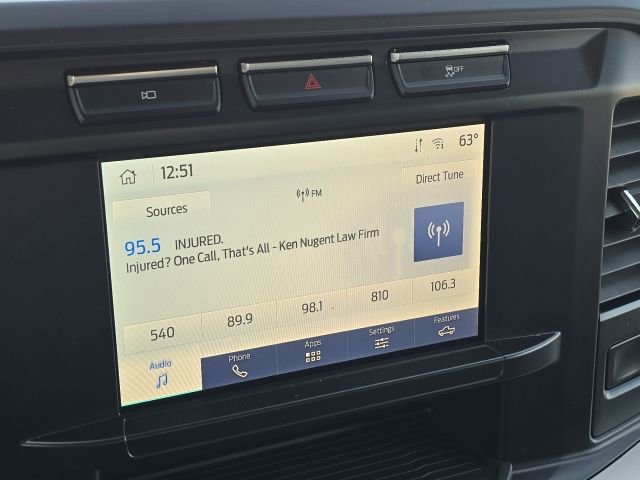 OFF
12:51
63°
FM
Sources
Direct Tune
95.5 INJURED.
Injured? One Call, That's All - Ken Nugent Law Firm
540 89.9 98.1 810 106.3
Audio Phone Apps Settings Features